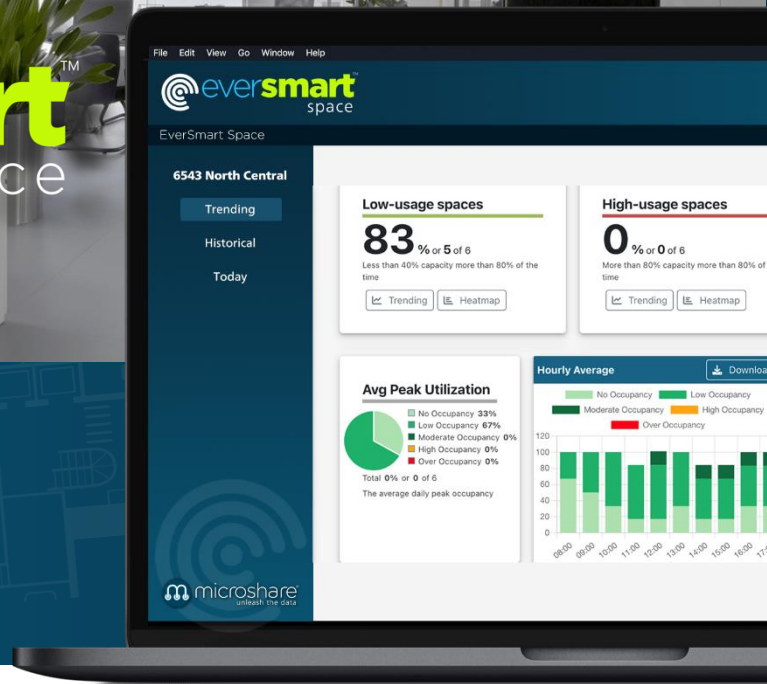 TM
File Edit View Go Window Help
eversmart
space
EverSmart Space
6543 North Central
Trending
Historical
Today
Low-usage spaces
83 % or 5 of 6
Less than 40% capacity more than 80% of the
time
Trending Heatmap
High-usage spaces
0 % or 0 of 6
More than 80% capacity more than 80% of
time
Trending Heatmap
Avg Peak Utilization
No Occupancy 33%
Low Occupancy 67%
Moderate Occupancy 0%
High Occupancy 0%
Over Occupancy 0%
Total 0% or 0 of 6
The average daily peak occupancy
Hourly Average
No Occupancy Low Occupancy
Moderate Occupancy High Occupancy
Over Occupancy
120
100
80
60
40
20
0
08:00 09:00 10:00 11:00 12:00 13:00 14:00 15:00 16:00
microshare
unleash the data